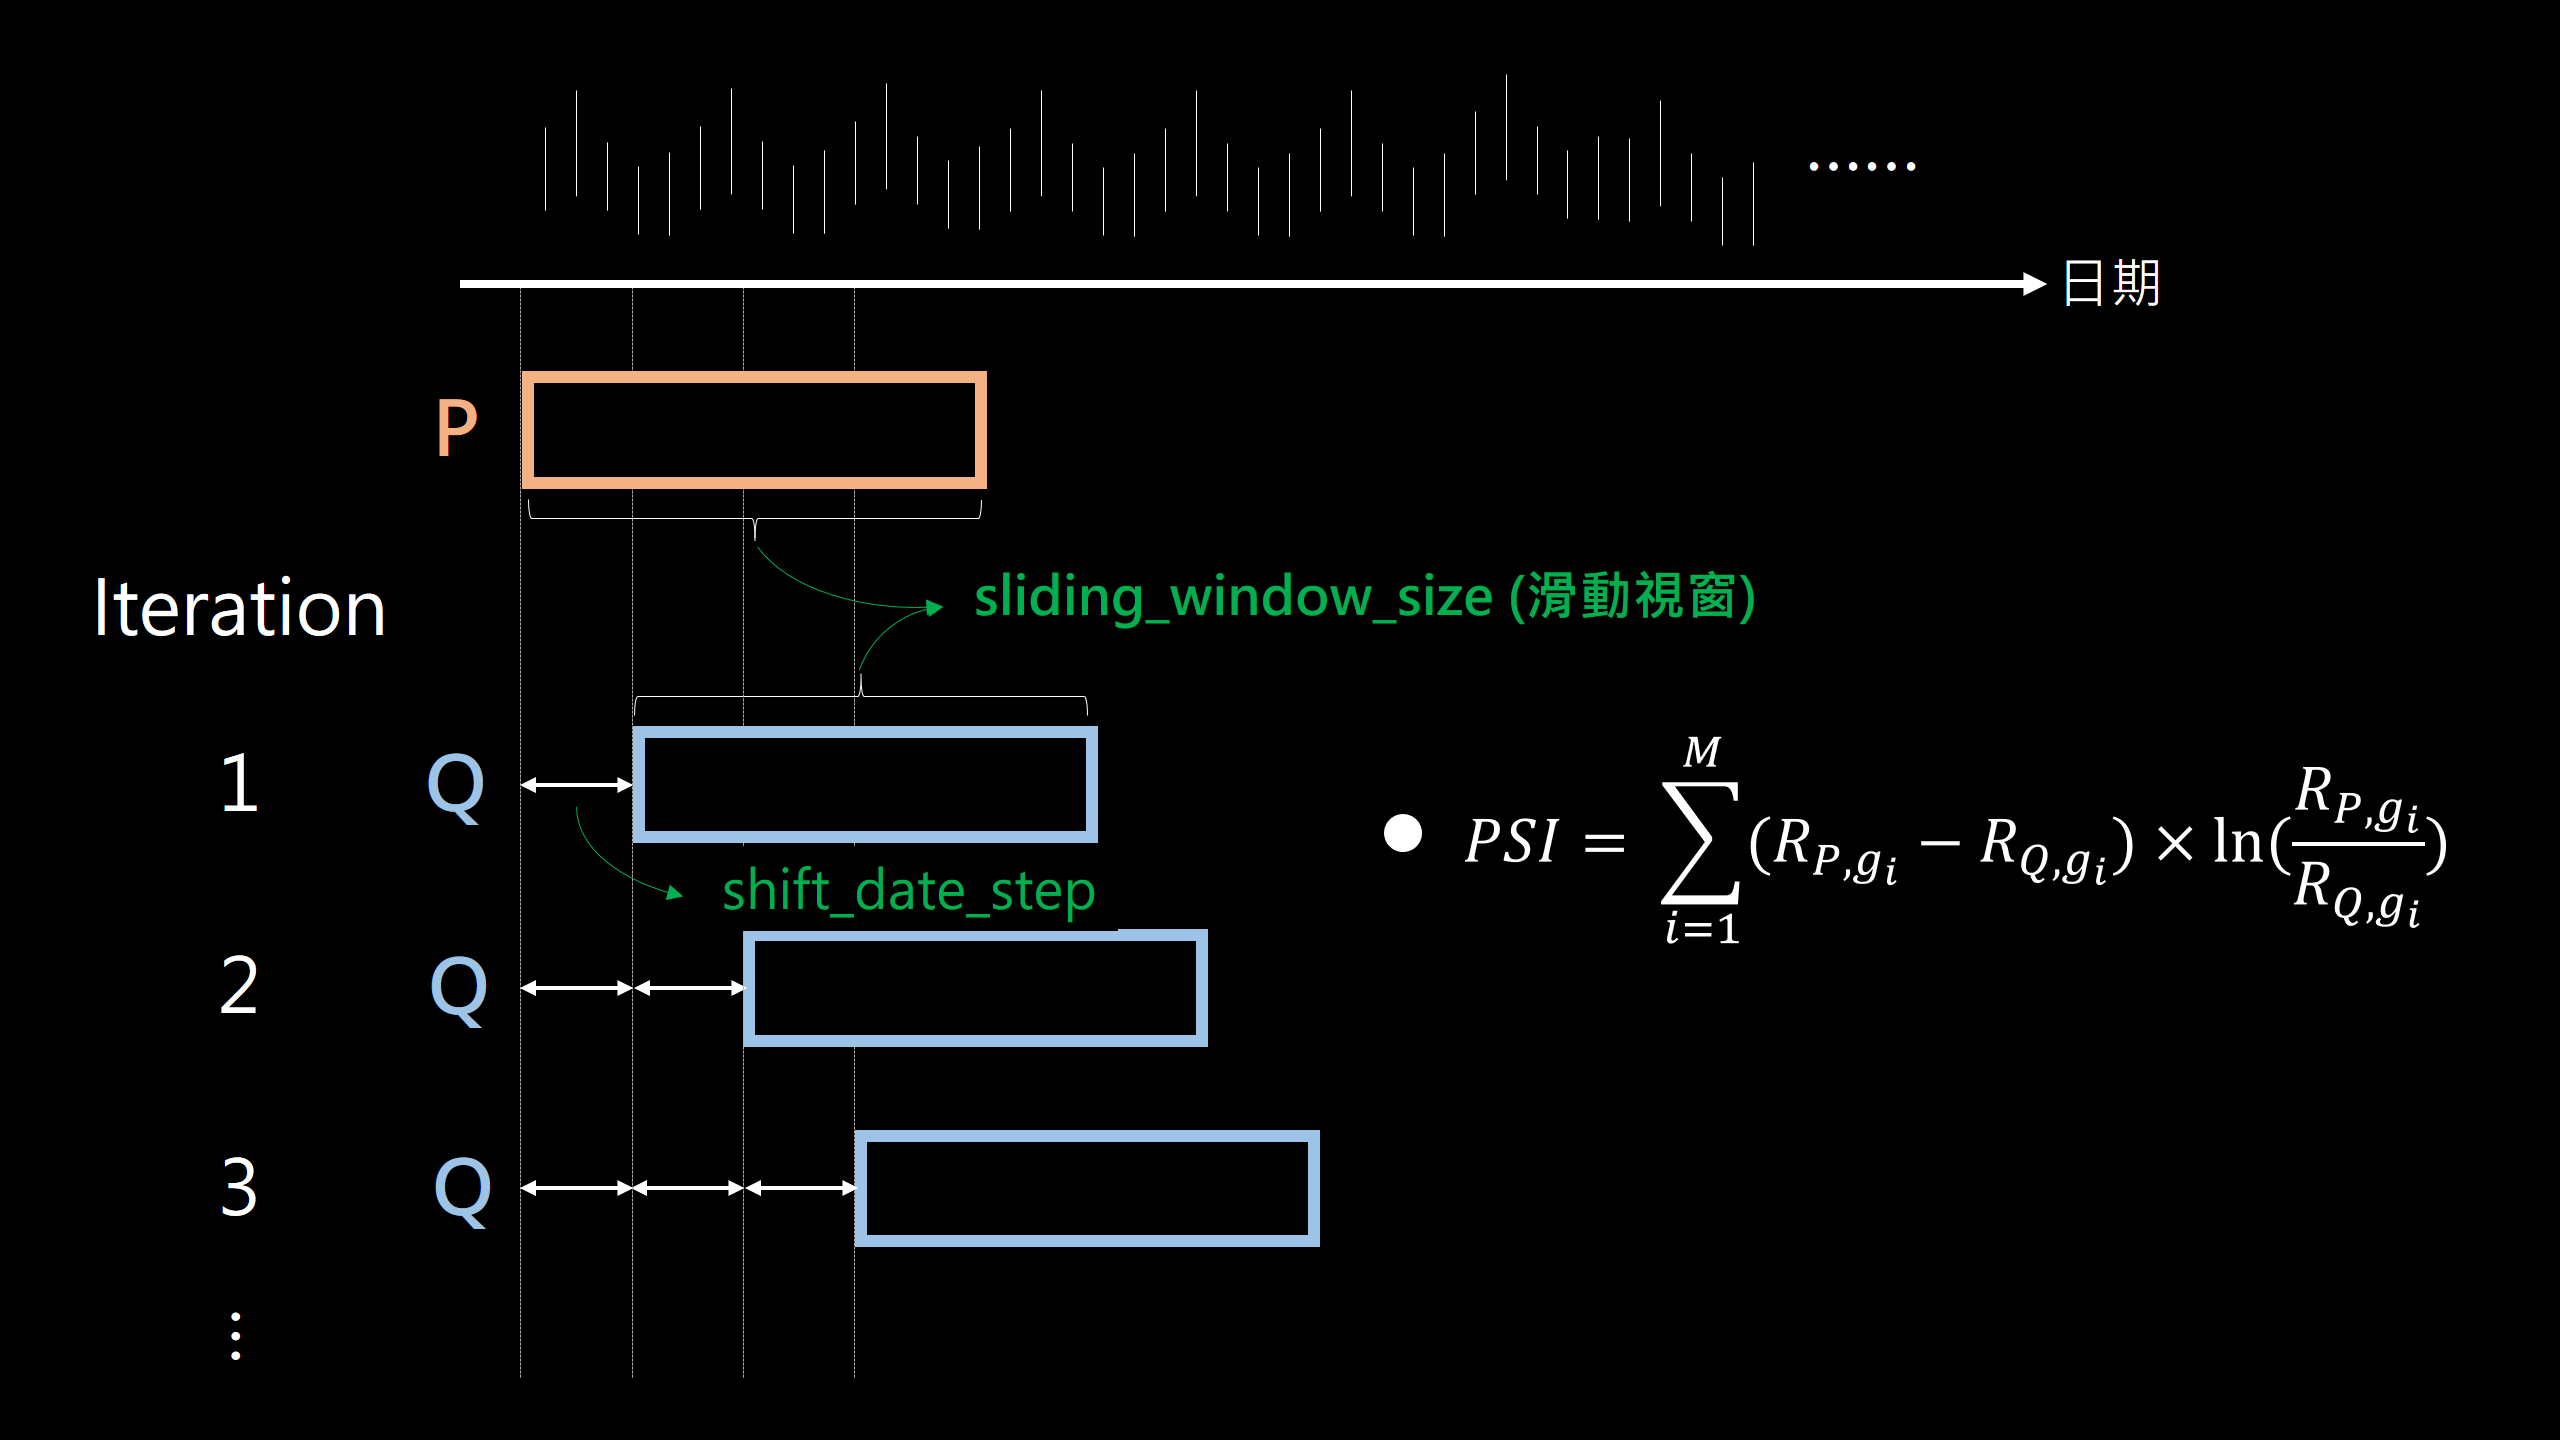 ······
日期
P
Iteration
sliding_window_size (滑動視窗)
1 Q
shift_date_step
● PSI = \sum_{i=1}^{M} (R_{P,g_i} − R_{Q,g_i}) × ln(\frac{R_{P,g_i}}{R_{Q,g_i}})
2 Q
3 Q
⋮